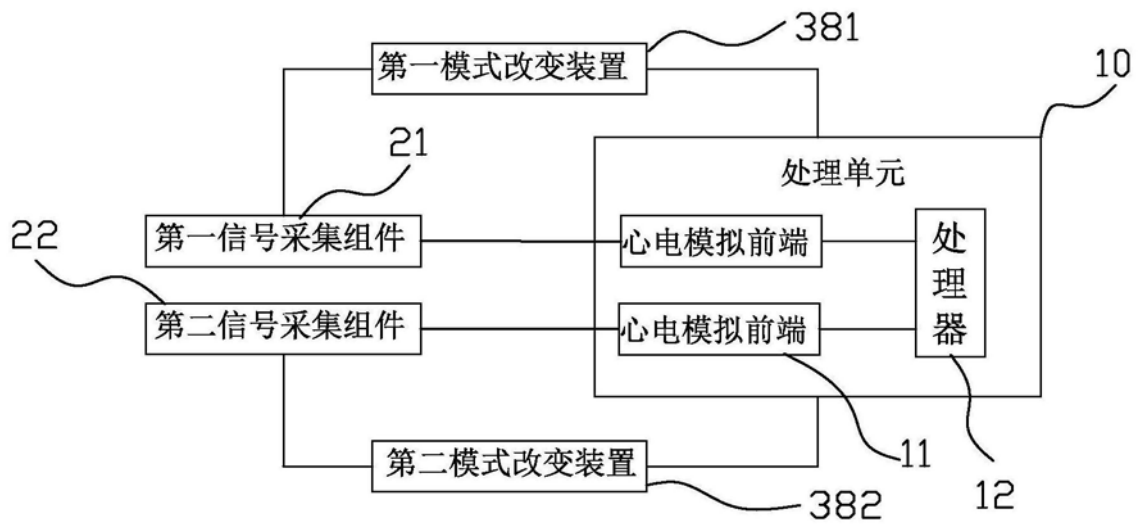 381
第一模式改变装置
10
21
处理单元
22
第一信号采集组件
心电模拟前端
处理器
第二信号采集组件
心电模拟前端
第二模式改变装置
11
12
382